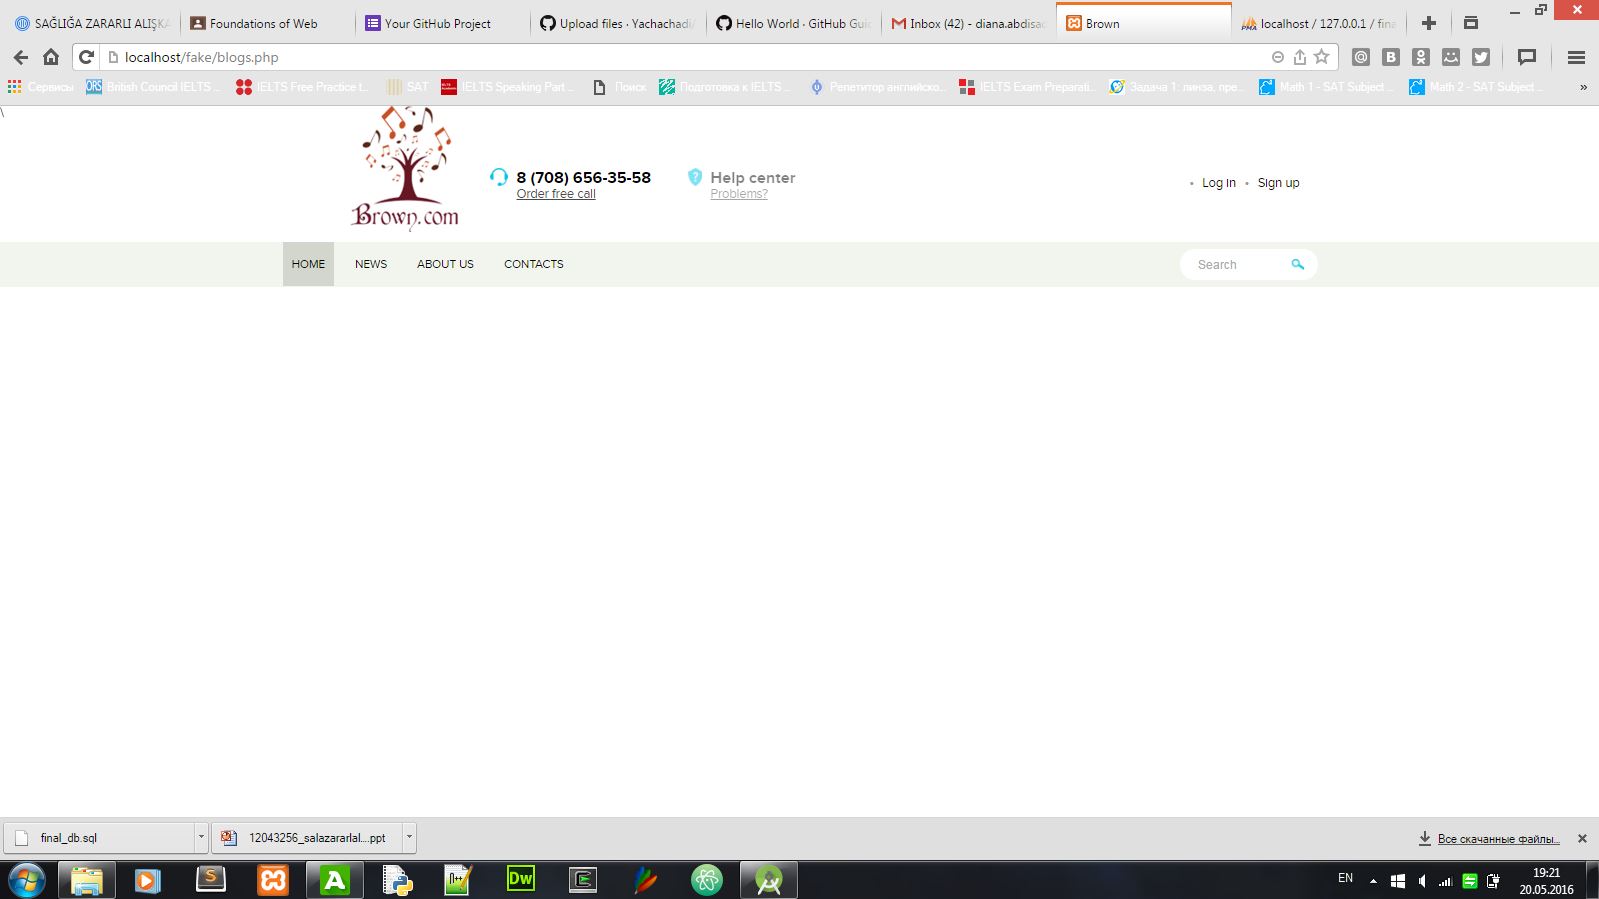 SAĞLIĞA ZARARLI ALIŞKA
Foundations of Web
Your GitHub Project
Upload files · Yachachadi/
Hello World · GitHub Guid
Inbox (42) - diana.abdisad
Brown
localhost / 127.0.0.1 / fina
localhost/fake/blogs.php
Сервисы
British Council IELTS ...
IELTS Free Practice t...
SAT
IELTS Speaking Part ...
Поиск
Подготовка к IELTS ...
Репетитор английско...
IELTS Exam Preparati...
Задача 1: линза, пре...
Math 1 - SAT Subject ...
Math 2 - SAT Subject ...
»
\
Brown.com
8 (708) 656-35-58
Order free call
Help center
Problems?
• Log in • Sign up
HOME NEWS ABOUT US CONTACTS
Search
final_db.sql
12043256_salazararlal....ppt
Все скачанные файлы...
EN
19:21
20.05.2016